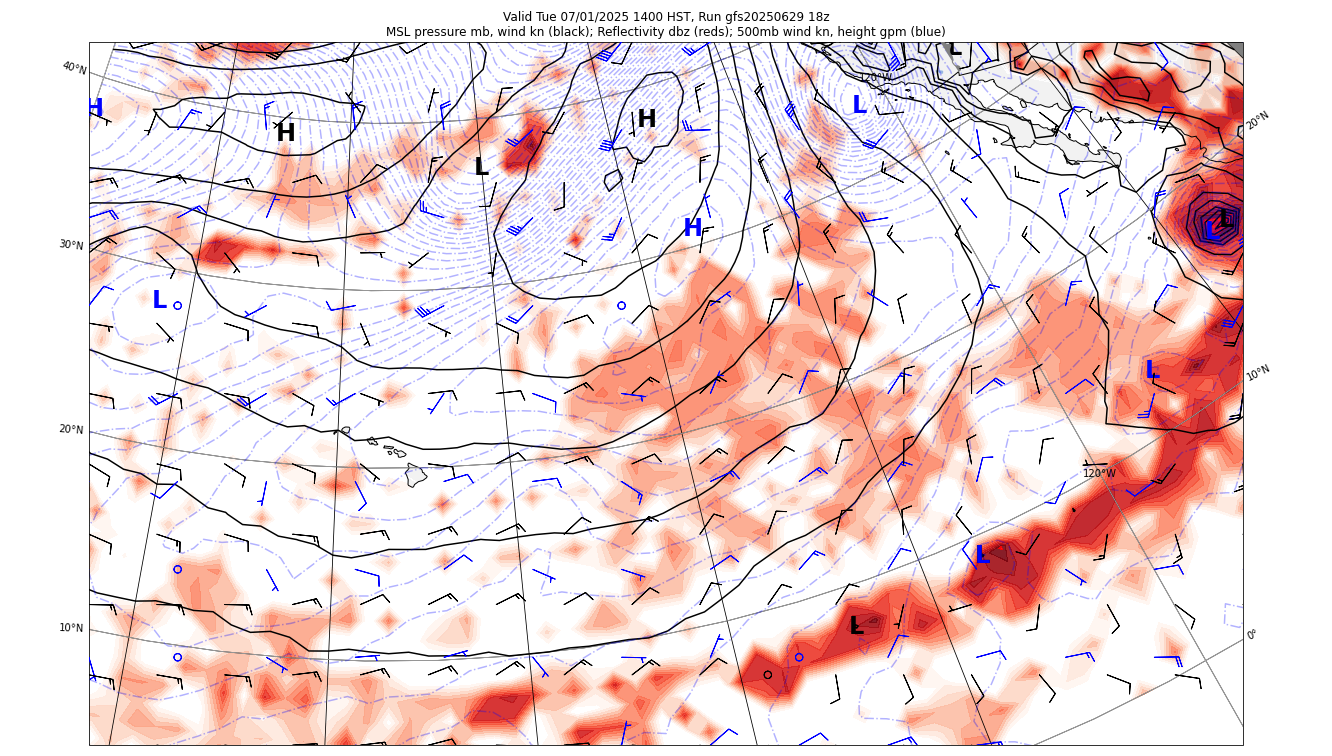 Valid Tue 07/01/2025 1400 HST, Run gfs20250629 18z
MSL pressure mb, wind kn (black); Reflectivity dbz (reds); 500mb wind kn, height gpm (blue)
L
40°N
120°W
H
L
H
H
20°N
L
L
L
H
30°N
L
L
10°N
20°N
120°W
L
10°N
L
0°